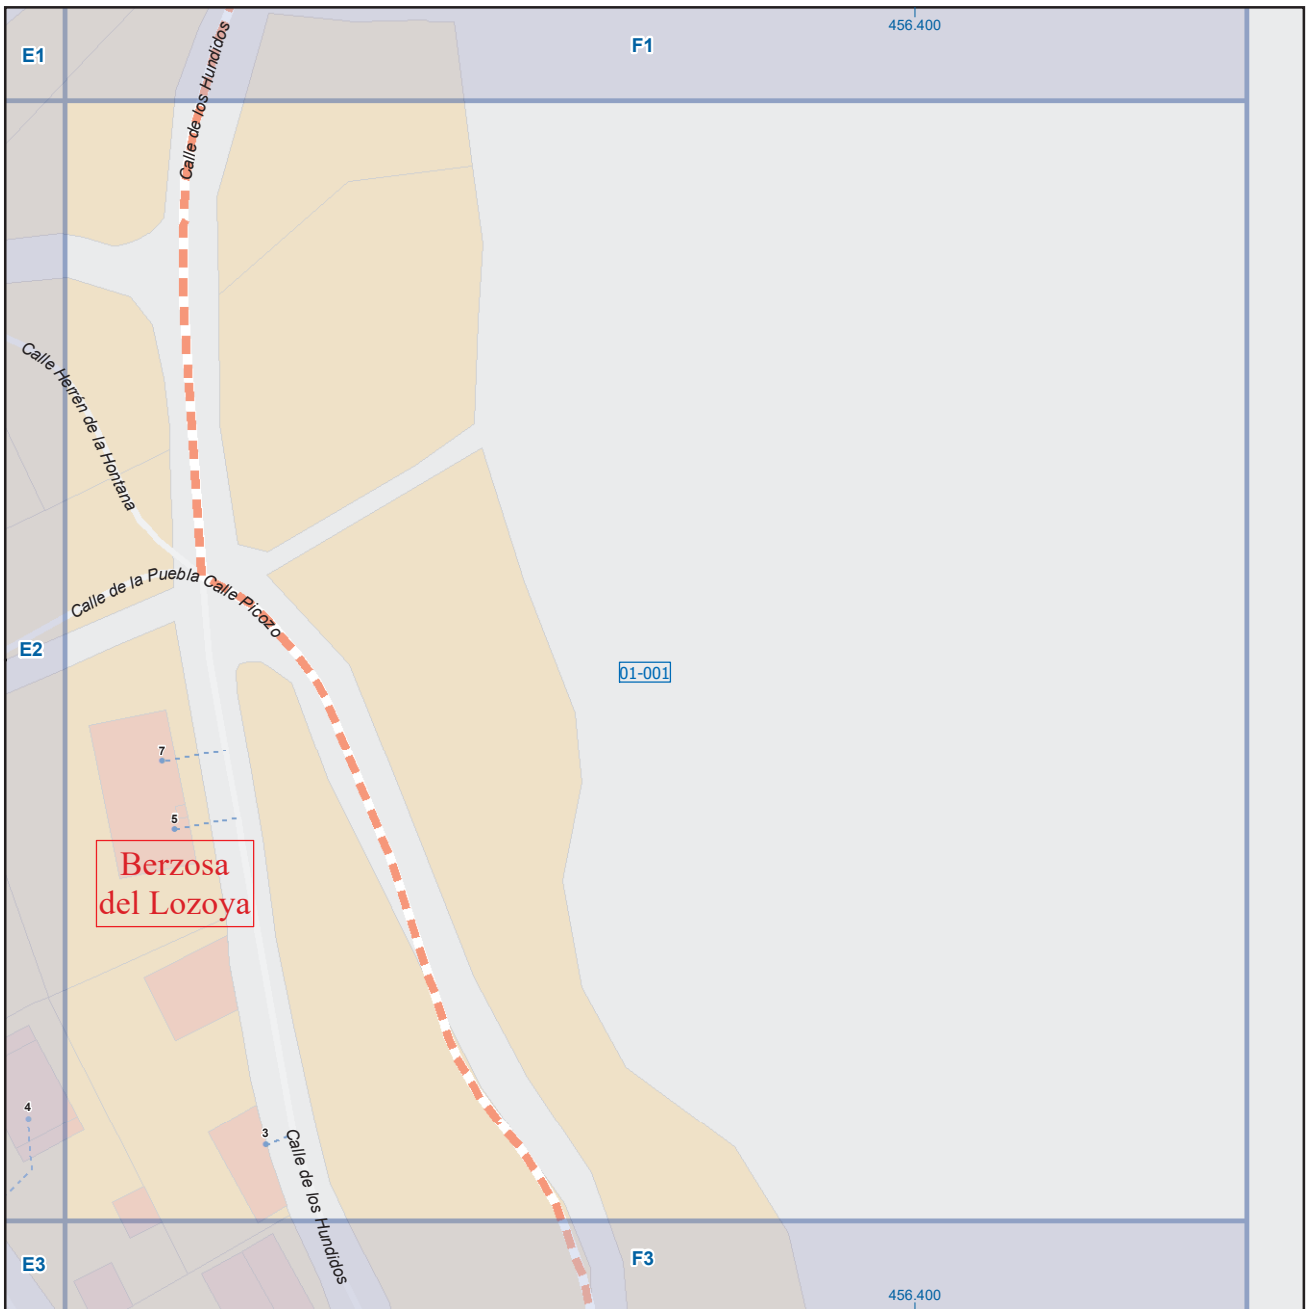 456.400
E1
F1
Calle de los Hundidos
Calle Herrén de la Hontana
Calle de la Puebla
Calle Picozo
E2
01-001
7
5
Berzosa
del Lozoya
4
3
Calle de los Hundidos
E3
F3
456.400